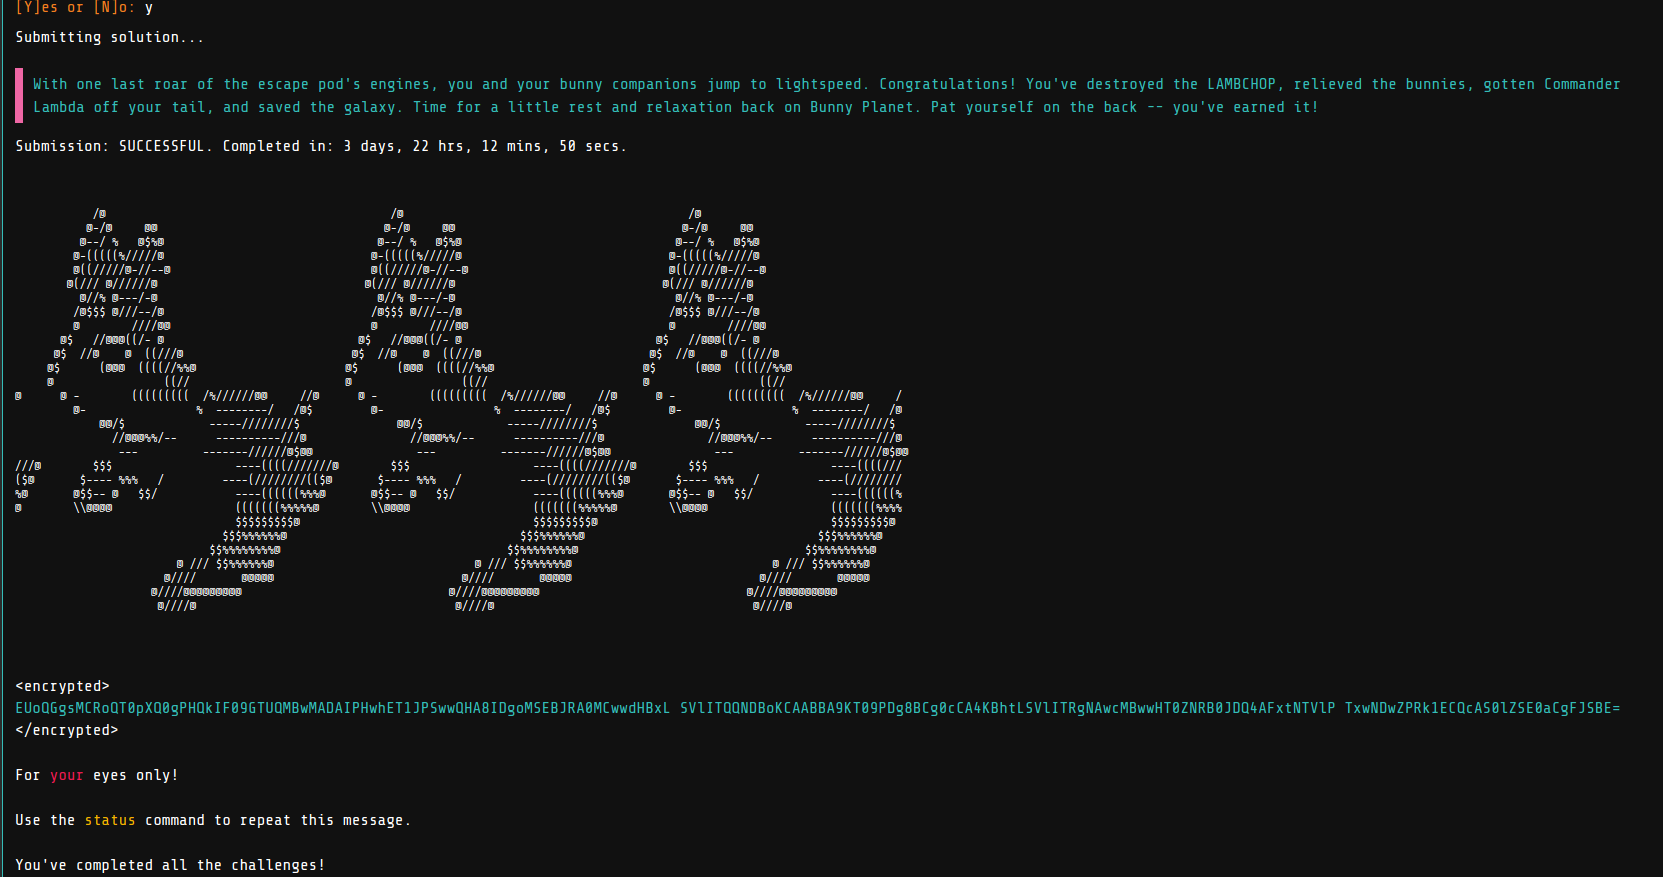 [Y]es or [N]o: y
Submitting solution...
With one last roar of the escape pod's engines, you and your bunny companions jump to lightspeed. Congratulations! You've destroyed the LAMBCHOP, relieved the bunnies, gotten Commander
Lambda off your tail, and saved the galaxy. Time for a little rest and relaxation back on Bunny Planet. Pat yourself on the back -- you've earned it!
Submission: SUCCESSFUL. Completed in: 3 days, 22 hrs, 12 mins, 50 secs.
<encrypted>
EUoQGgsMCRoQT0pXQ0gPHQkIF09GTUQMBwMADAIPHwhET1JPSwwQHA8IDgoMSEBJRA0MCwwdHBxL SVlITQQNDBoKCAABBA9KT09PDg8BCg0cCA4KBhtLSVlITRgNAwcMBwwHT0ZNRB0JDQ4AFxtNTVlP TxwNDwZPRk1ECQcAS0lZSE0aCgFJSBE=
</encrypted>
For your eyes only!
Use the status command to repeat this message.
You've completed all the challenges!